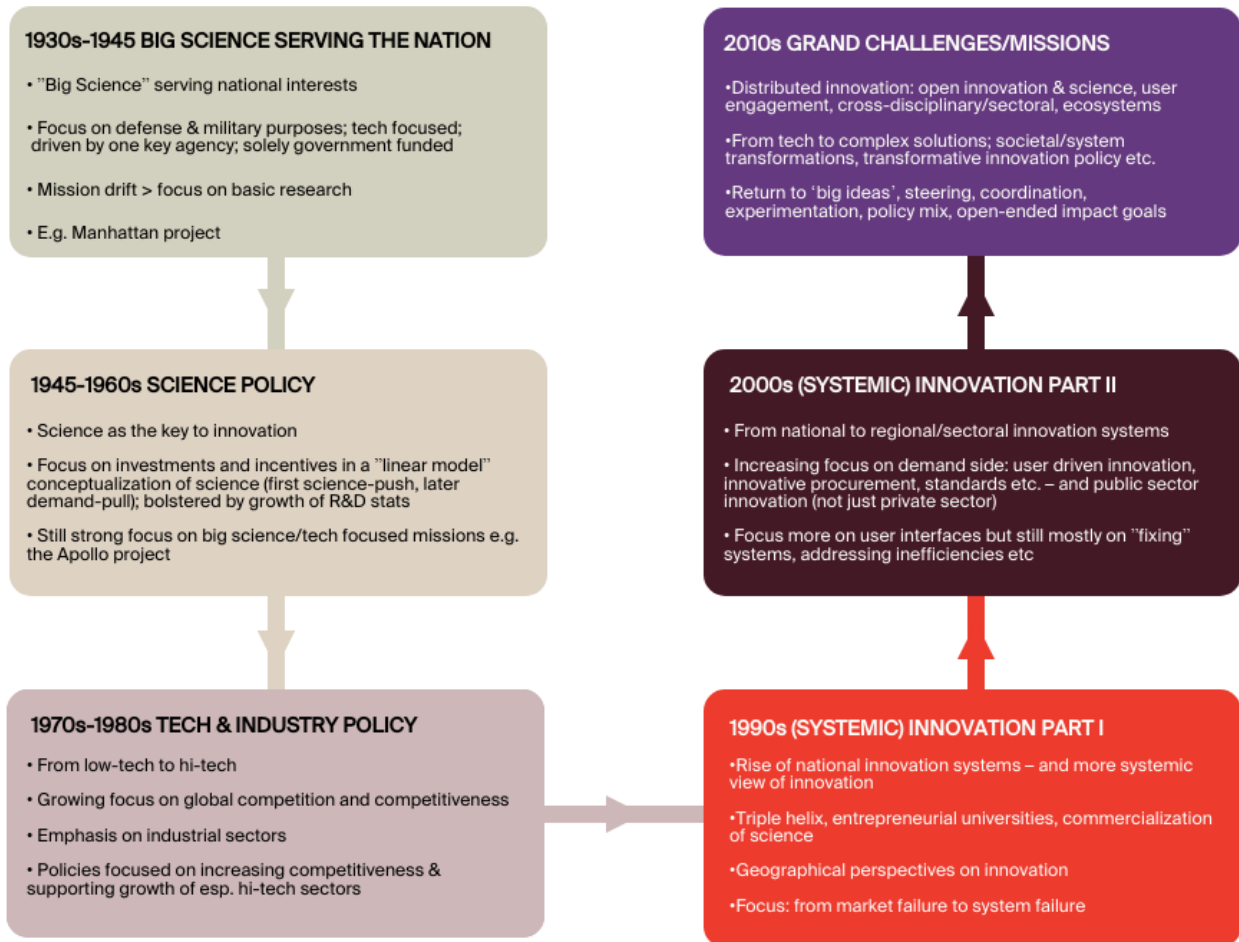 1930s-1945 BIG SCIENCE SERVING THE NATION
• ”Big Science” serving national interests
• Focus on defense & military purposes; tech focused;
driven by one key agency; solely government funded
• Mission drift > focus on basic research
• E.g. Manhattan project
1945-1960s SCIENCE POLICY
• Science as the key to innovation
• Focus on investments and incentives in a ”linear model”
conceptualization of science (first science-push, later
demand-pull); bolstered by growth of R&D stats
• Still strong focus on big science/tech focused missions e.g.
the Apollo project
1970s-1980s TECH & INDUSTRY POLICY
• From low-tech to hi-tech
• Growing focus on global competition and competitiveness
• Emphasis on industrial sectors
• Policies focused on increasing competitiveness &
supporting growth of esp. hi-tech sectors
1990s (SYSTEMIC) INNOVATION PART I
•Rise of national innovation systems – and more systemic
view of innovation
•Triple helix, entrepreneurial universities, commercialization
of science
•Geographical perspectives on innovation
•Focus: from market failure to system failure
2000s (SYSTEMIC) INNOVATION PART II
• From national to regional/sectoral innovation systems
• Increasing focus on demand side: user driven innovation,
innovative procurement, standards etc. – and public sector
innovation (not just private sector)
• Focus more on user interfaces but still mostly on ”fixing”
systems, addressing inefficiencies etc
2010s GRAND CHALLENGES/MISSIONS
•Distributed innovation: open innovation & science, user
engagement, cross-disciplinary/sectoral, ecosystems
•From tech to complex solutions; societal/system
transformations, transformative innovation policy etc.
•Return to ‘big ideas’, steering, coordination,
experimentation, policy mix, open-ended impact goals